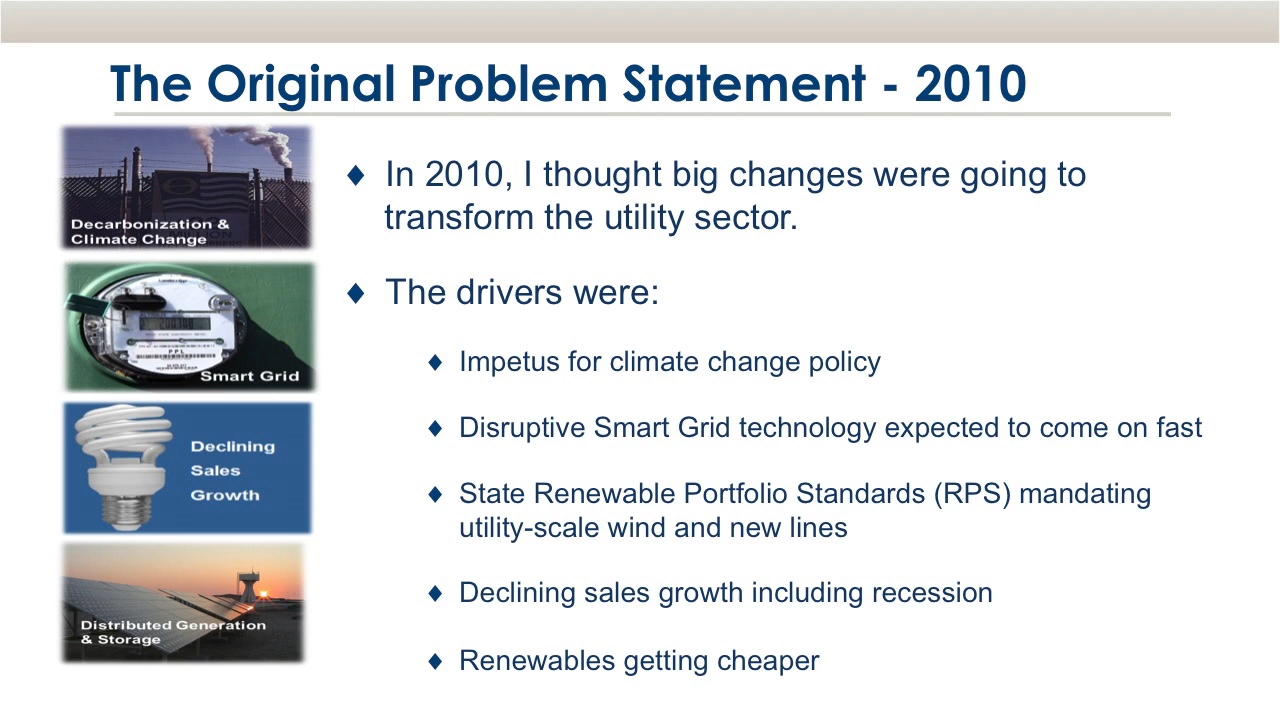 The Original Problem Statement - 2010
Decarbonization &
Climate Change
Smart Grid
PPL
Declining
Sales
Growth
Distributed Generation
& Storage
♦ In 2010, I thought big changes were going to
transform the utility sector.
♦ The drivers were:
♦ Impetus for climate change policy
♦ Disruptive Smart Grid technology expected to come on fast
♦ State Renewable Portfolio Standards (RPS) mandating
utility-scale wind and new lines
♦ Declining sales growth including recession
♦ Renewables getting cheaper